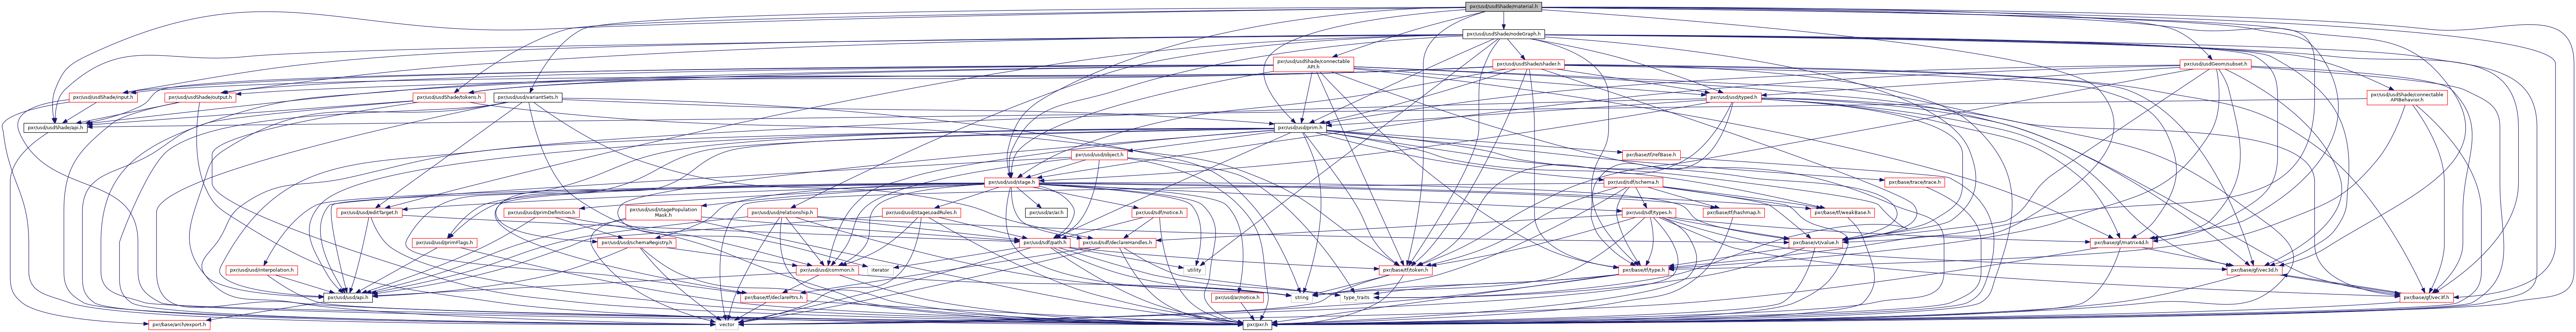 pxr/usd/usdShade/material.h
pxr/usd/usdShade/nodeGraph.h
pxr/usd/usdShade/connectable
API.h
pxr/usd/usdShade/shader.h
pxr/usd/usdGeom/subset.h
pxr/usd/usdShade/input.h
pxr/usd/usdShade/output.h
pxr/usd/usdShade/tokens.h
pxr/usd/usd/variantSets.h
pxr/usd/usd/typed.h
pxr/usd/usdShade/connectable
APIBehavior.h
pxr/usd/usdShade/api.h
pxr/usd/usd/prim.h
pxr/usd/usd/object.h
pxr/base/tf/refBase.h
pxr/usd/usd/stage.h
pxr/usd/sdf/schema.h
pxr/base/trace/trace.h
pxr/usd/usd/editTarget.h
pxr/usd/usd/primDefinition.h
pxr/usd/usd/stagePopulation
Mask.h
pxr/usd/usd/relationship.h
pxr/usd/usd/stageLoadRules.h
pxr/usd/ar/ar.h
pxr/usd/sdf/notice.h
pxr/usd/sdf/types.h
pxr/base/tf/hashmap.h
pxr/base/tf/weakBase.h
pxr/usd/usd/primFlags.h
pxr/usd/usd/schemaRegistry.h
pxr/usd/sdf/path.h
pxr/usd/sdf/declareHandles.h
pxr/base/vt/value.h
pxr/base/gf/matrix4d.h
pxr/usd/usd/interpolation.h
pxr/usd/usd/common.h
iterator
utility
pxr/base/tf/token.h
pxr/base/tf/type.h
pxr/base/gf/vec3d.h
pxr/usd/usd/api.h
pxr/base/tf/declarePtrs.h
pxr/usd/ar/notice.h
string
type_traits
pxr/base/gf/vec3f.h
pxr/base/arch/export.h
vector
pxr/pxr.h